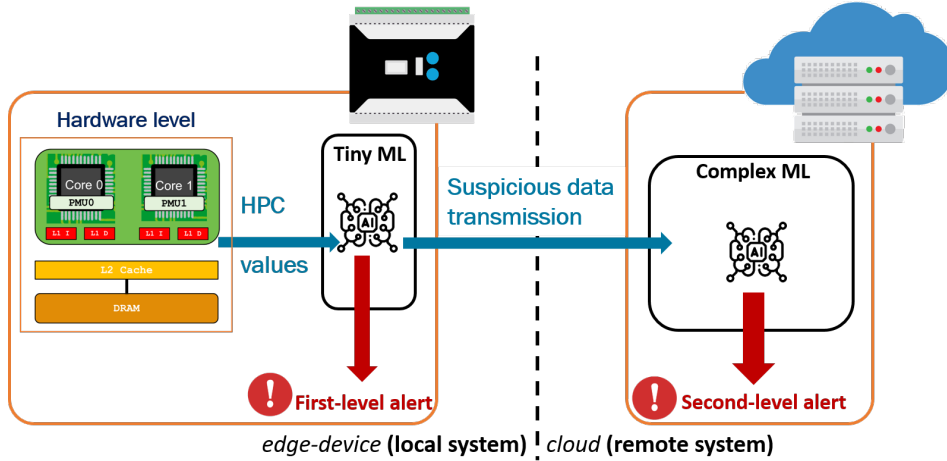 Hardware level
Core 0
Core 1
PMU0
PMU1
L1 I
L1 D
L1 I
L1 D
L2 Cache
DRAM
HPC
values
Tiny ML
AI
First-level alert
Suspicious data
transmission
Complex ML
AI
Second-level alert
edge-device (local system)
cloud (remote system)